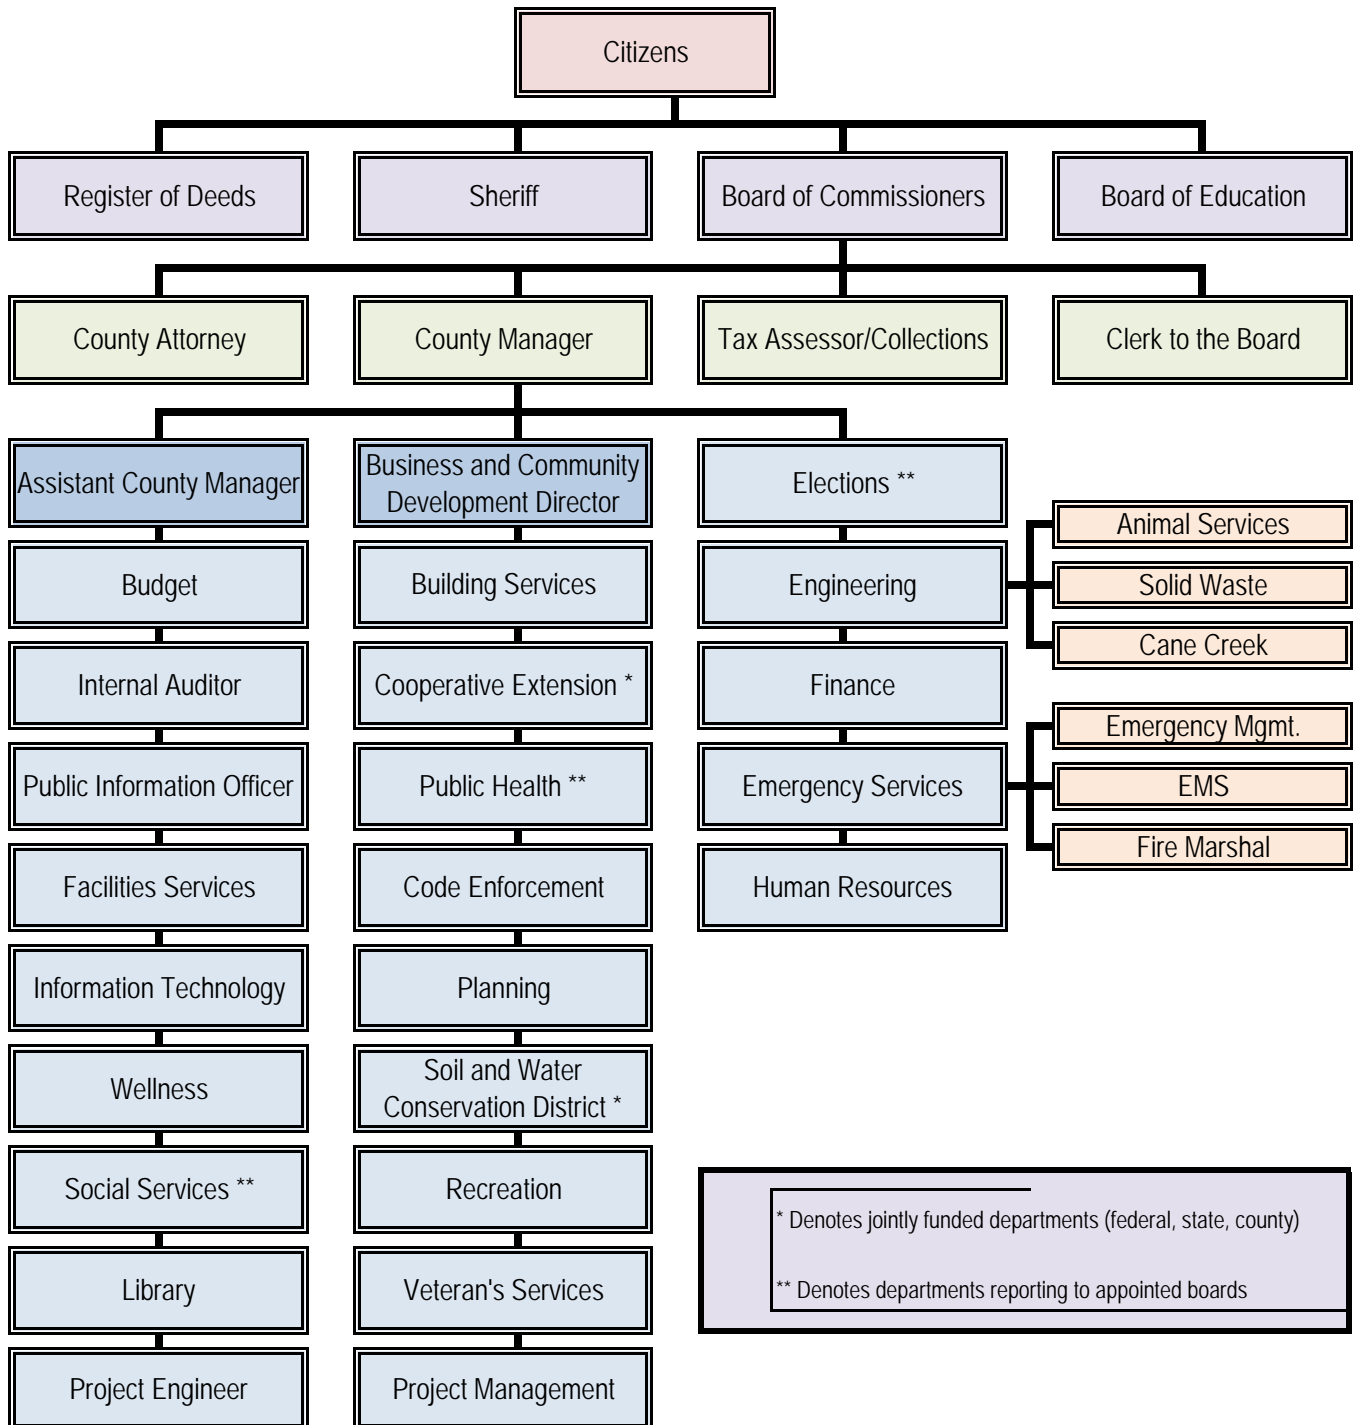 Citizens
Register of Deeds
Sheriff
Board of Commissioners
Board of Education
County Attorney
County Manager
Tax Assessor/Collections
Clerk to the Board
Assistant County Manager
Business and Community
Development Director
Elections **
Animal Services
Budget
Building Services
Engineering
Solid Waste
Cane Creek
Internal Auditor
Cooperative Extension *
Finance
Emergency Mgmt.
Public Information Officer
Public Health **
Emergency Services
EMS
Fire Marshal
Facilities Services
Code Enforcement
Human Resources
Information Technology
Planning
Wellness
Soil and Water
Conservation District *
Social Services **
Recreation
* Denotes jointly funded departments (federal, state, county)
Library
Veteran's Services
** Denotes departments reporting to appointed boards
Project Engineer
Project Management